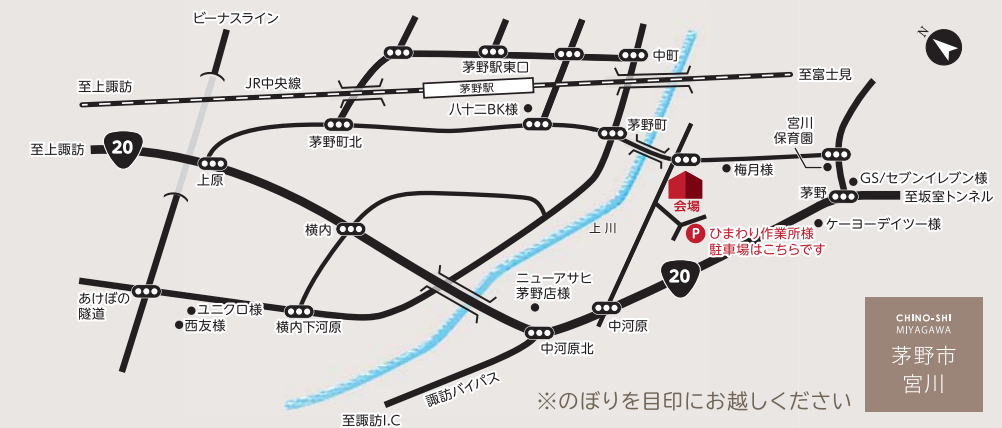 ビーナスライン
N
中町
茅野駅東口
至富士見
JR中央線
至上諏訪
茅野駅
八十二BK様
茅野町
宮川
保育園
茅野町北
至上諏訪
20
上原
梅月様
GS/セブンイレブン様
茅野
至坂室トンネル
会場
ケーヨーデイツー様
横内
上川
P
ひまわり作業所様
駐車場はこちらです
20
ニューアサヒ
茅野店様
あけぼの
隧道
ユニクロ様
西友様
横内下河原
中河原
中河原北
CHINO-SHI
MIYAGAWA
茅野市
宮川
諏訪バイパス
※のぼりを目印にお越しください
至諏訪I.C